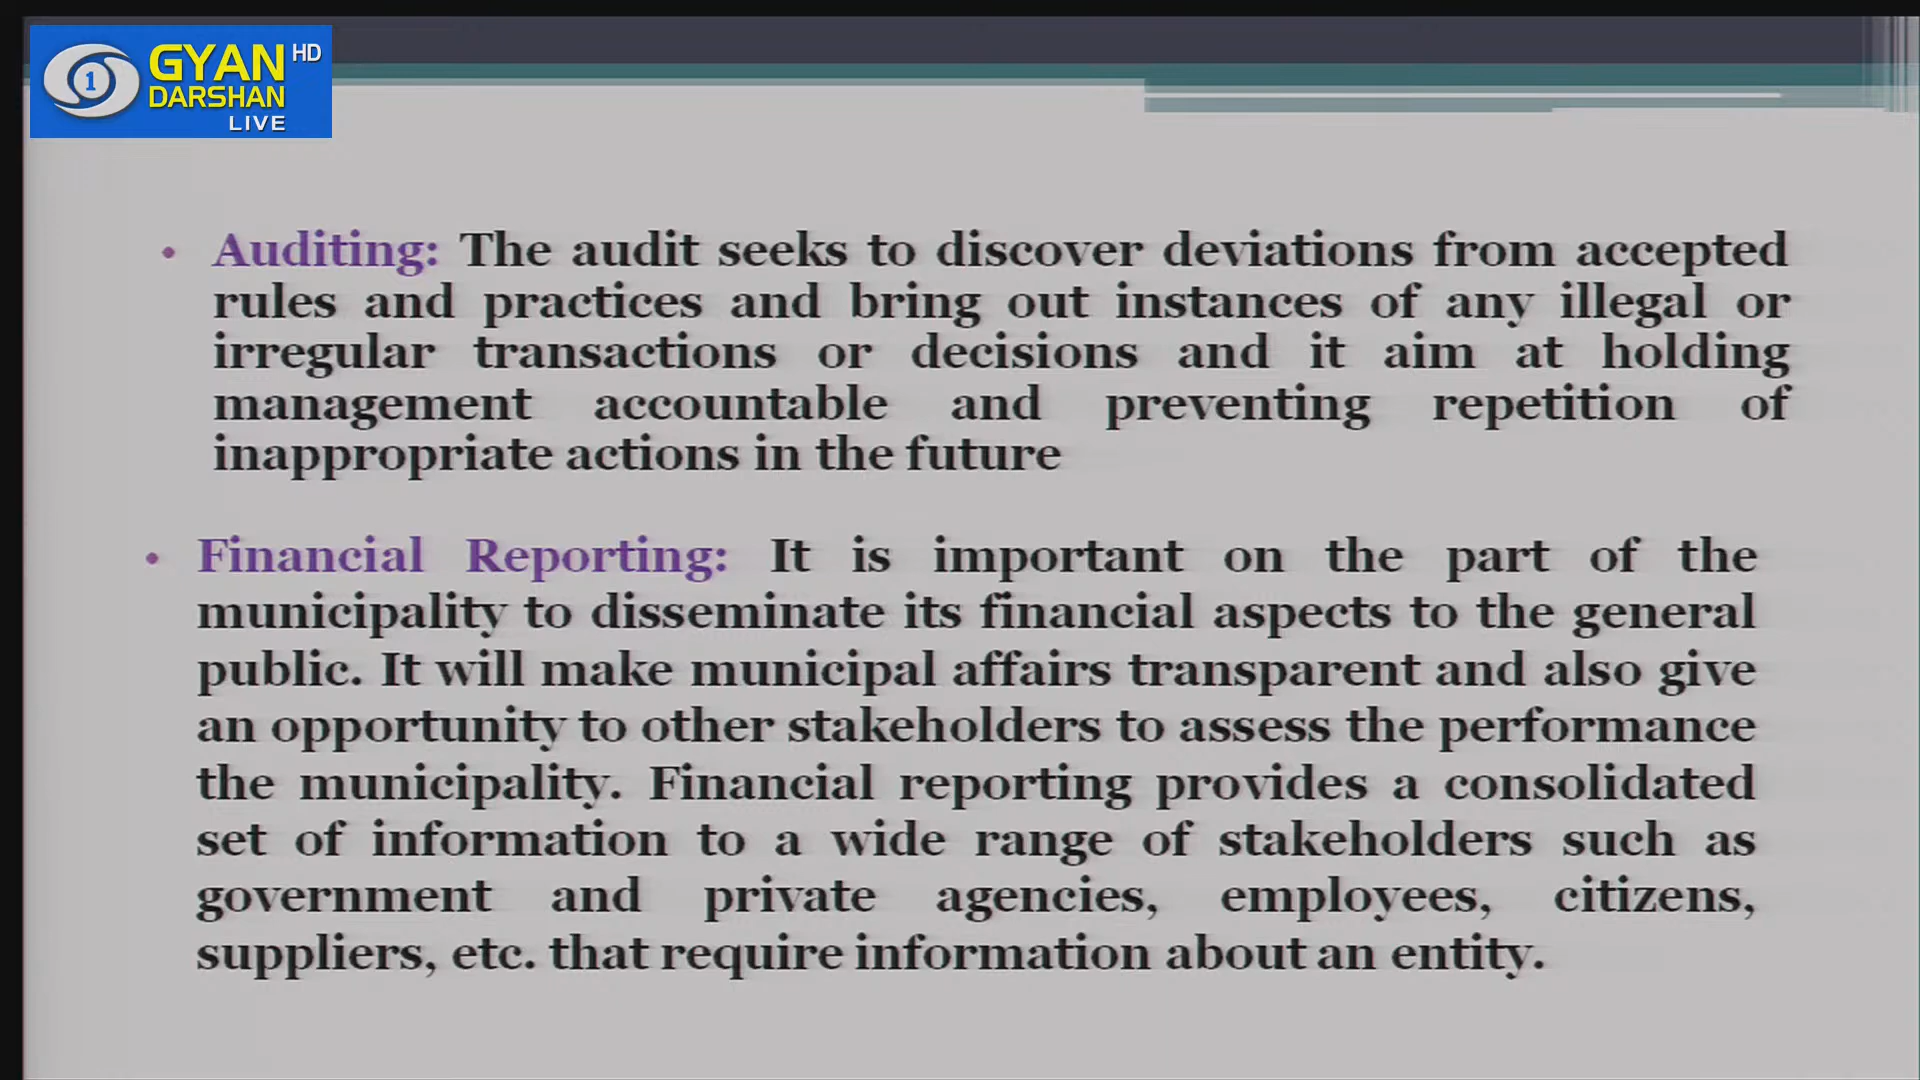 GYAN HD
DARSHAN
LIVE
1
• Auditing: The audit seeks to discover deviations from accepted
rules and practices and bring out instances of any illegal or
irregular transactions or decisions and it aim at holding
management accountable and preventing repetition of
inappropriate actions in the future
• Financial Reporting: It is important on the part of the
municipality to disseminate its financial aspects to the general
public. It will make municipal affairs transparent and also give
an opportunity to other stakeholders to assess the performance
the municipality. Financial reporting provides a consolidated
set of information to a wide range of stakeholders such as
government and private agencies, employees, citizens,
suppliers, etc. that require information about an entity.